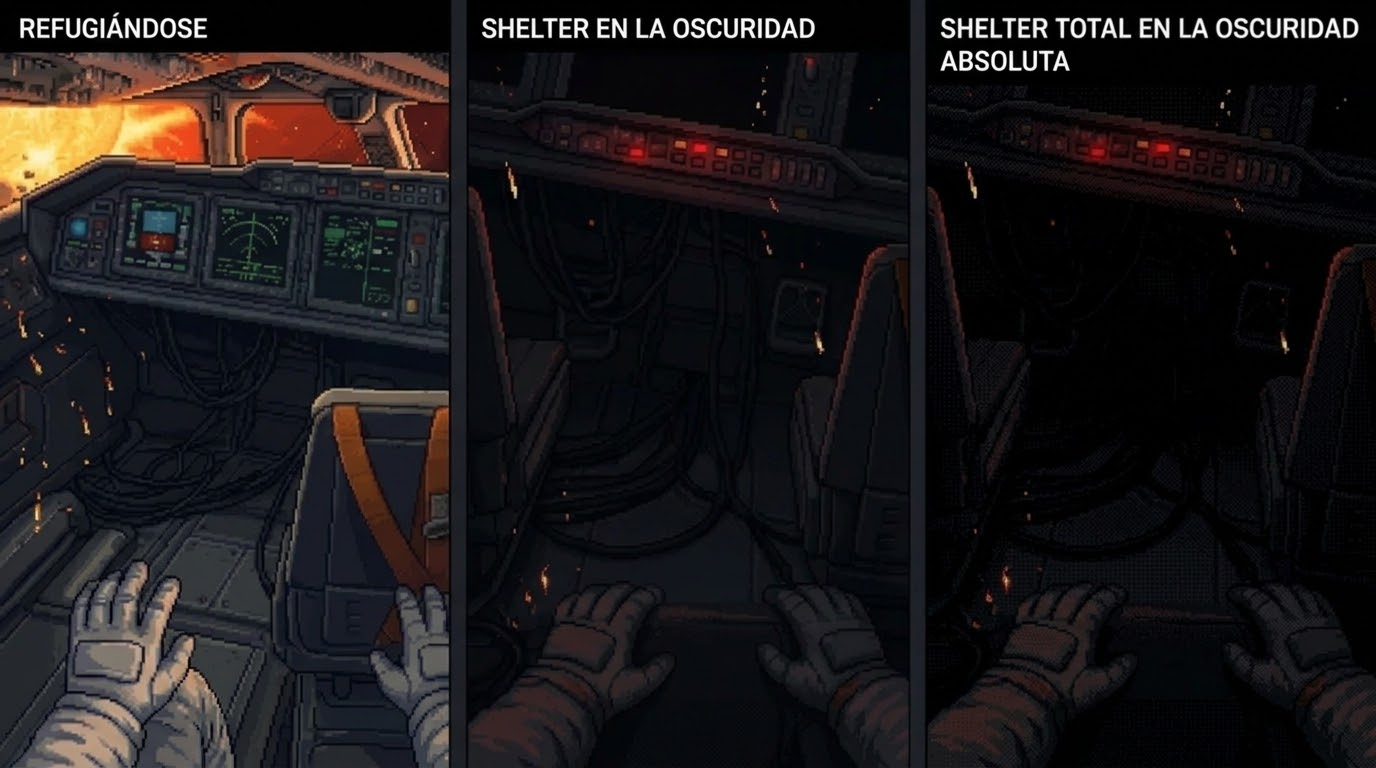 REFUGIÁNDOSE
SHELTER EN LA OSCURIDAD
SHELTER TOTAL EN LA OSCURIDAD
ABSOLUTA